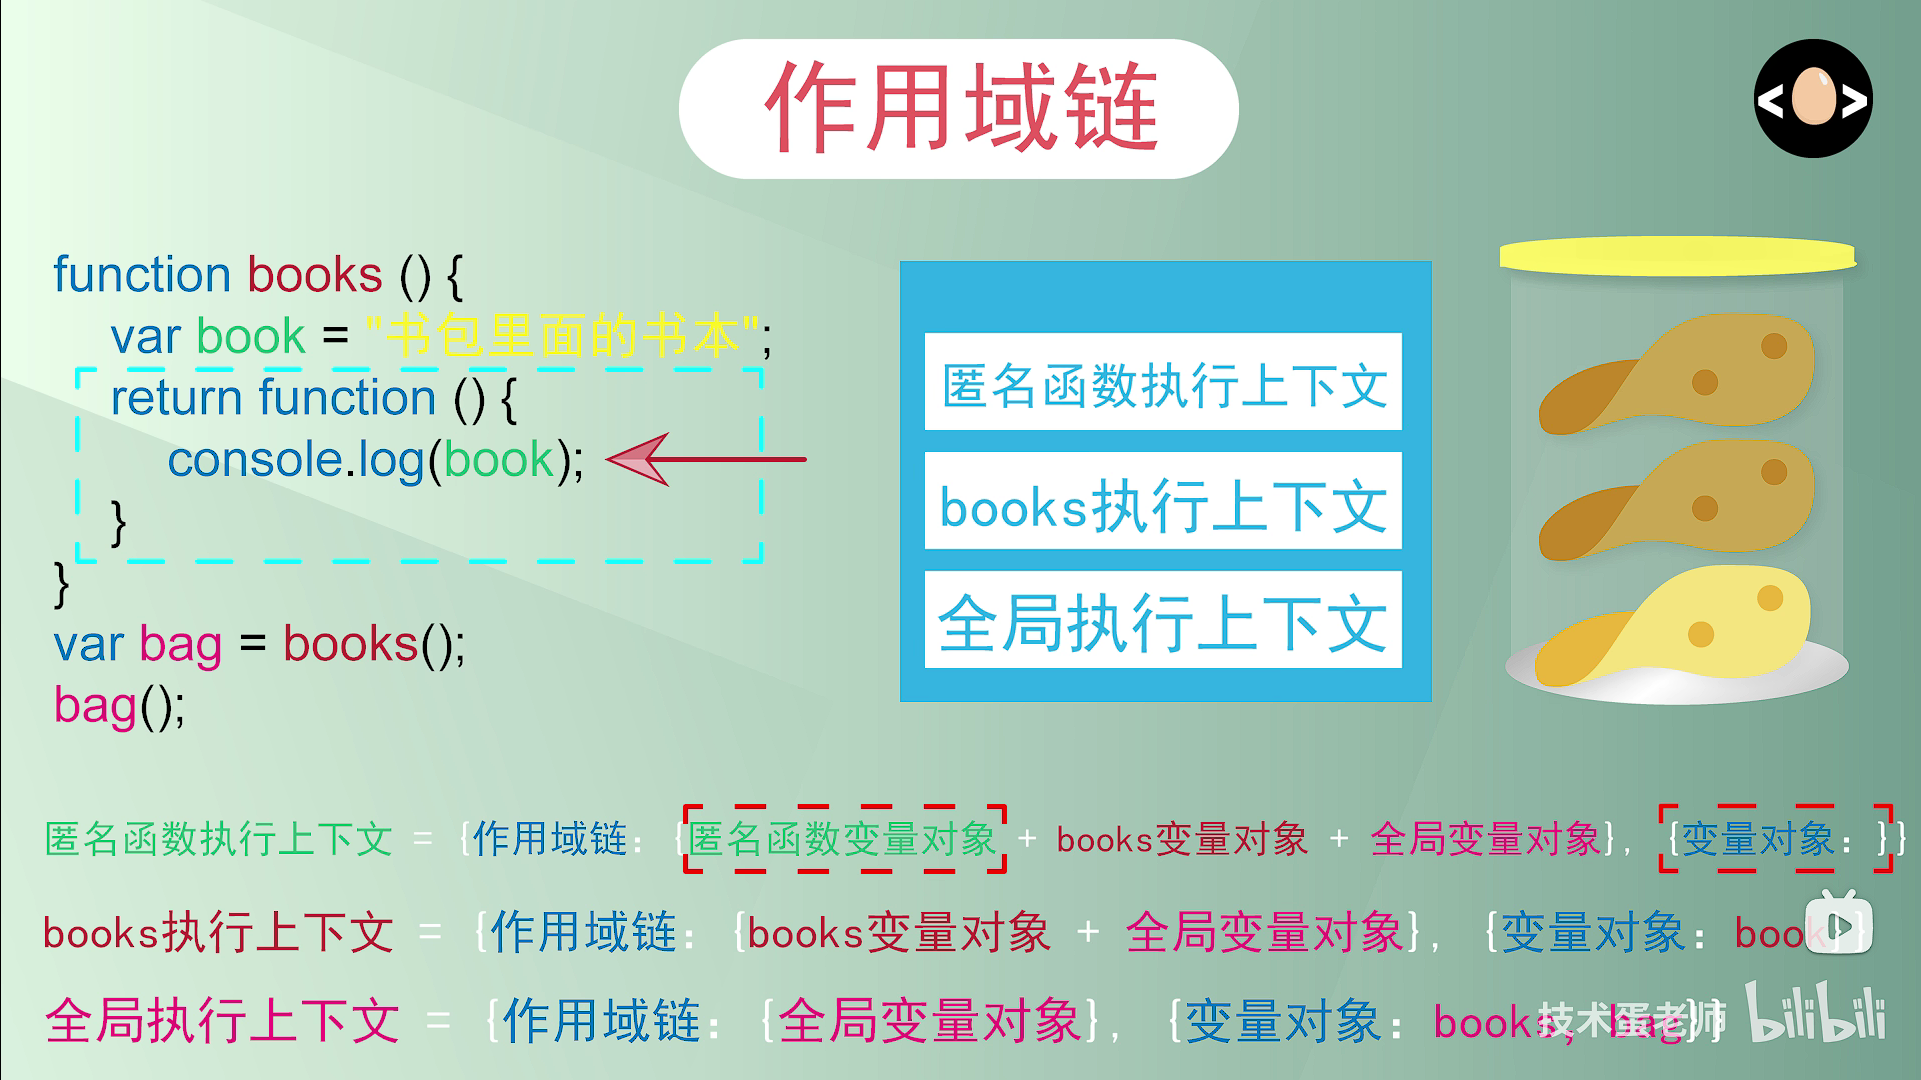 作用域链
< >
function books () {
var book = "书包里面的书本";
return function () {
console.log(book);
}
}
var bag = books();
bag();
匿名函数执行上下文
books执行上下文
全局执行上下文
匿名函数执行上下文 = {作用域链：{匿名函数变量对象 + books变量对象 + 全局变量对象}，{变量对象：}}
books执行上下文 = {作用域链：{books变量对象 + 全局变量对象}，{变量对象：book}}
全局执行上下文 = {作用域链：{全局变量对象}，{变量对象：books，bag}}
技术蛋老师
bilibili